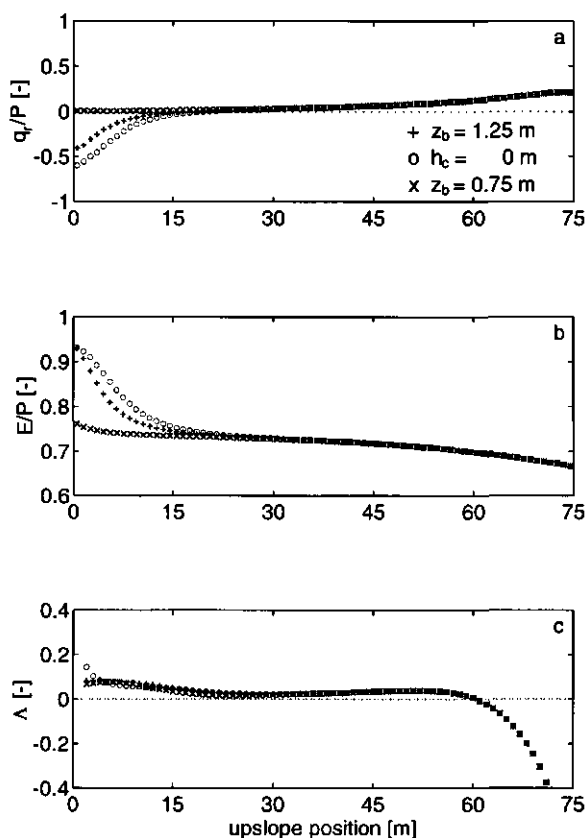 a
1
0.5
0
-0.5
-1
q_r/P [-]
+ z_b = 1.25 m
o h_c = 0 m
x z_b = 0.75 m
0 15 30 45 60 75
b
1
0.9
0.8
0.7
0.6
E/P [-]
0 15 30 45 60 75
c
0.4
0.2
0
-0.2
-0.4
Λ [-]
0 15 30 45 60 75
upslope position [m]